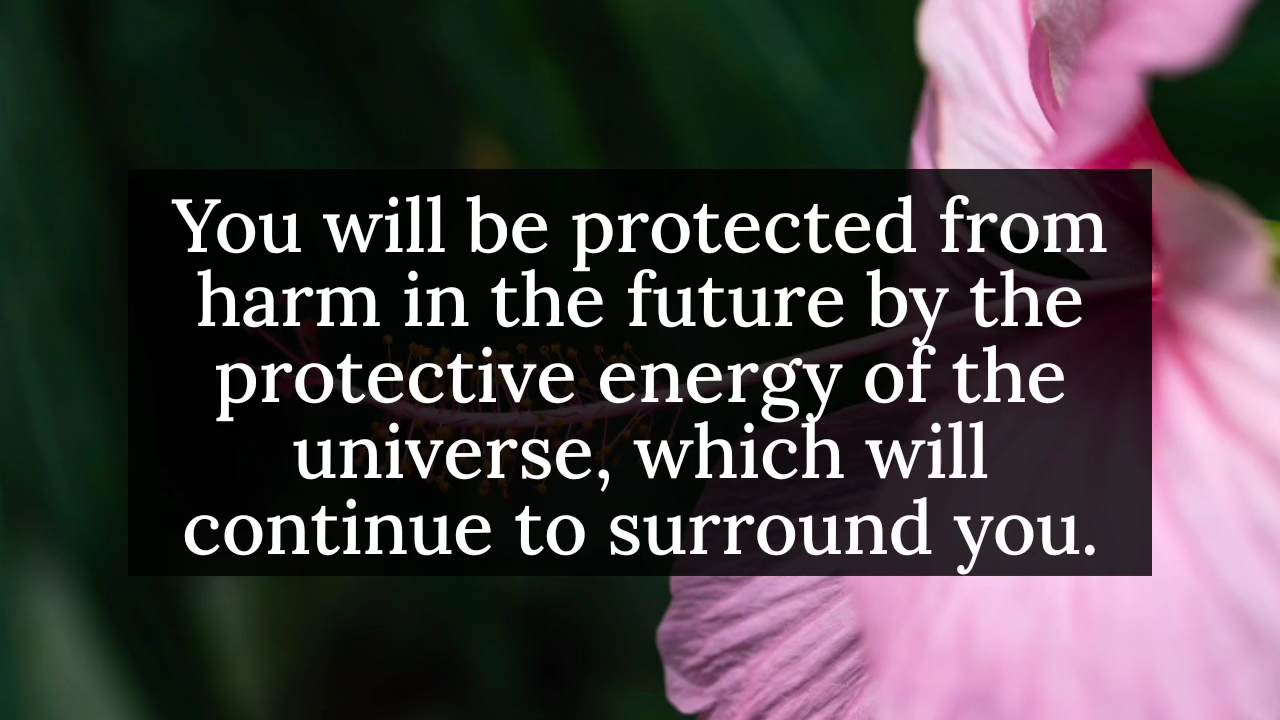 You will be protected from
harm in the future by the
protective energy of the
universe, which will
continue to surround you.